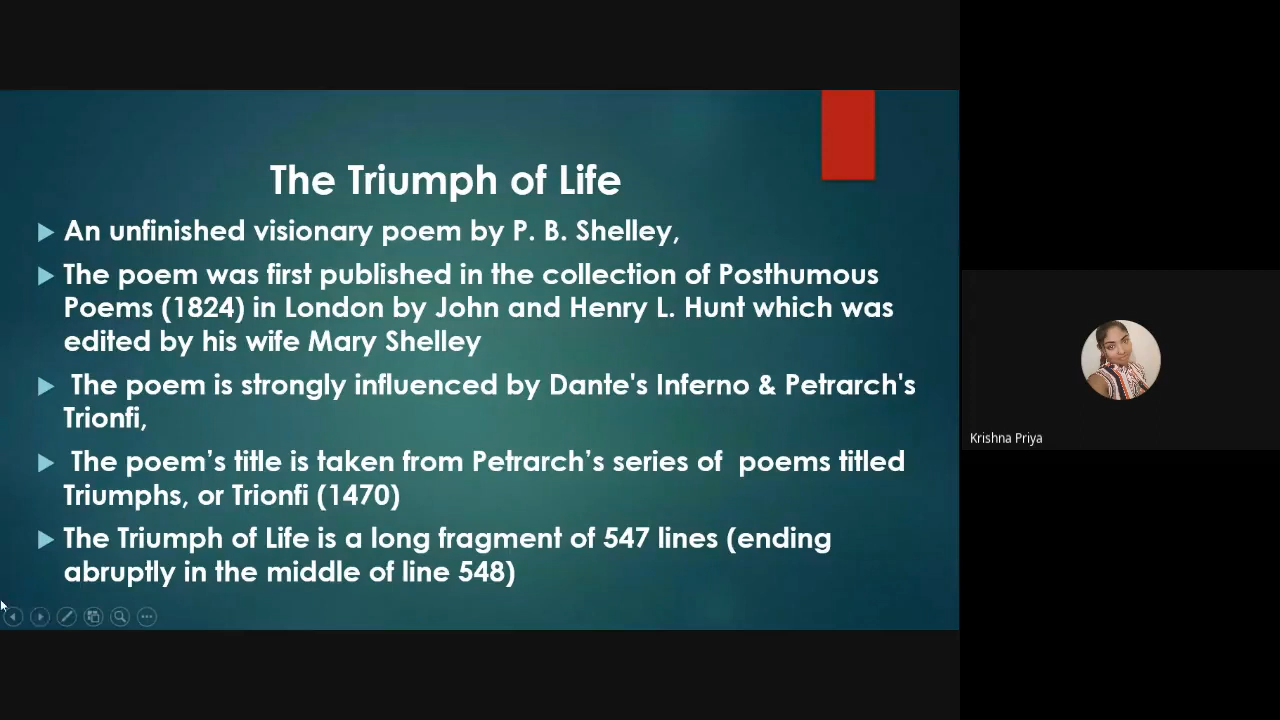 The Triumph of Life
An unfinished visionary poem by P. B. Shelley,
The poem was first published in the collection of Posthumous
Poems (1824) in London by John and Henry L. Hunt which was
edited by his wife Mary Shelley
The poem is strongly influenced by Dante's Inferno & Petrarch's
Trionfi,
The poem’s title is taken from Petrarch’s series of  poems titled
Triumphs, or Trionfi (1470)
The Triumph of Life is a long fragment of 547 lines (ending
abruptly in the middle of line 548)
Krishna Priya